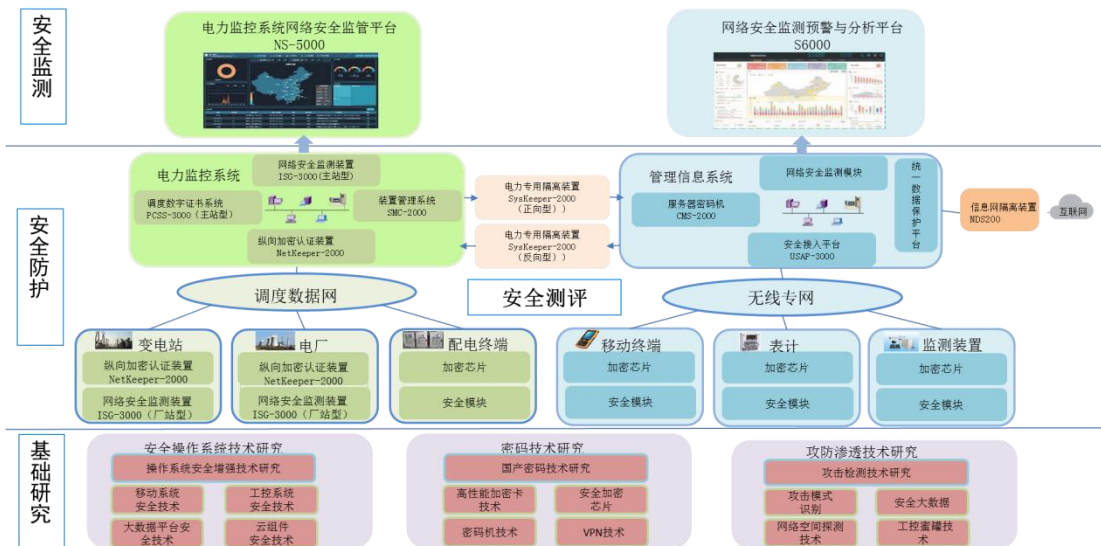 安全监测
电力监控系统网络安全监管平台
NS-5000
网络安全监测预警与分析平台
S6000
安全防护
电力监控系统
网络安全监测装置
ISG-3000(主站型)
调度数字证书系统
PCSS-3000(主站型)
装置管理系统
SMC-2000
纵向加密认证装置
NetKeeper-2000
电力专用隔离装置
SysKeeper-2000
(正向型))
电力专用隔离装置
SysKeeper-2000
(反向型))
管理信息系统
网络安全监测模块
服务器密码机
CMS-2000
安全接入平台
USAP-3000
统一数据保护平台
信息网隔离装置
NDS200
互联网
调度数据网
安全测评
无线专网
变电站
纵向加密认证装置
NetKeeper-2000
网络安全监测装置
ISG-3000（厂站型）
电厂
纵向加密认证装置
NetKeeper-2000
网络安全监测装置
ISG-3000（厂站型）
配电终端
加密芯片
安全模块
移动终端
加密芯片
安全模块
表计
加密芯片
安全模块
监测装置
加密芯片
安全模块
基础研究
安全操作系统技术研究
操作系统安全增强技术研究
移动系统
安全技术
工控系统
安全技术
大数据平台安
全技术
云组件
安全技术
密码技术研究
国产密码技术研究
高性能加密卡
技术
安全加密
芯片
密码机技术
VPN技术
攻防渗透技术研究
攻击检测技术研究
攻击模式
识别
安全大数据
网络空间探测
技术
工控蜜罐技
术